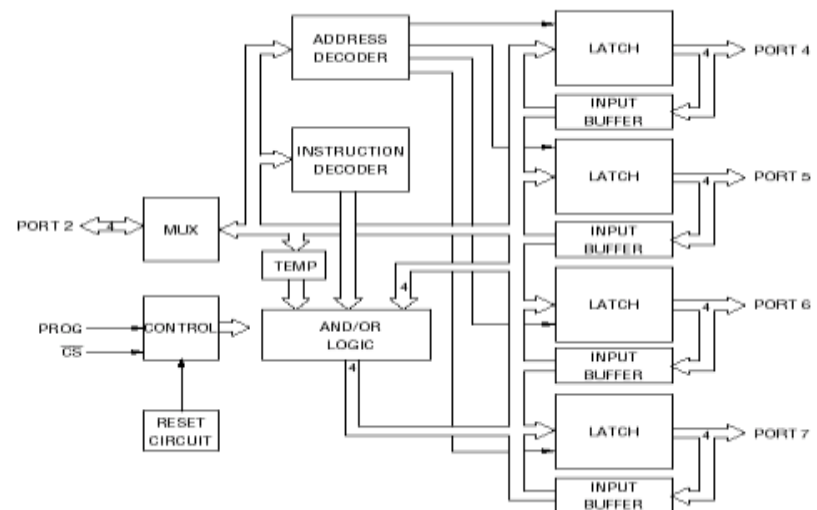 ADDRESS
DECODER
LATCH
4
PORT 4
INPUT
BUFFER
INSTRUCTION
DECODER
LATCH
4
PORT 5
INPUT
BUFFER
PORT 2
4
MUX
TEMP
4
LATCH
4
PORT 6
INPUT
BUFFER
PROG
CS
CONTROL
AND/OR
LOGIC
4
RESET
CIRCUIT
LATCH
4
PORT 7
INPUT
BUFFER